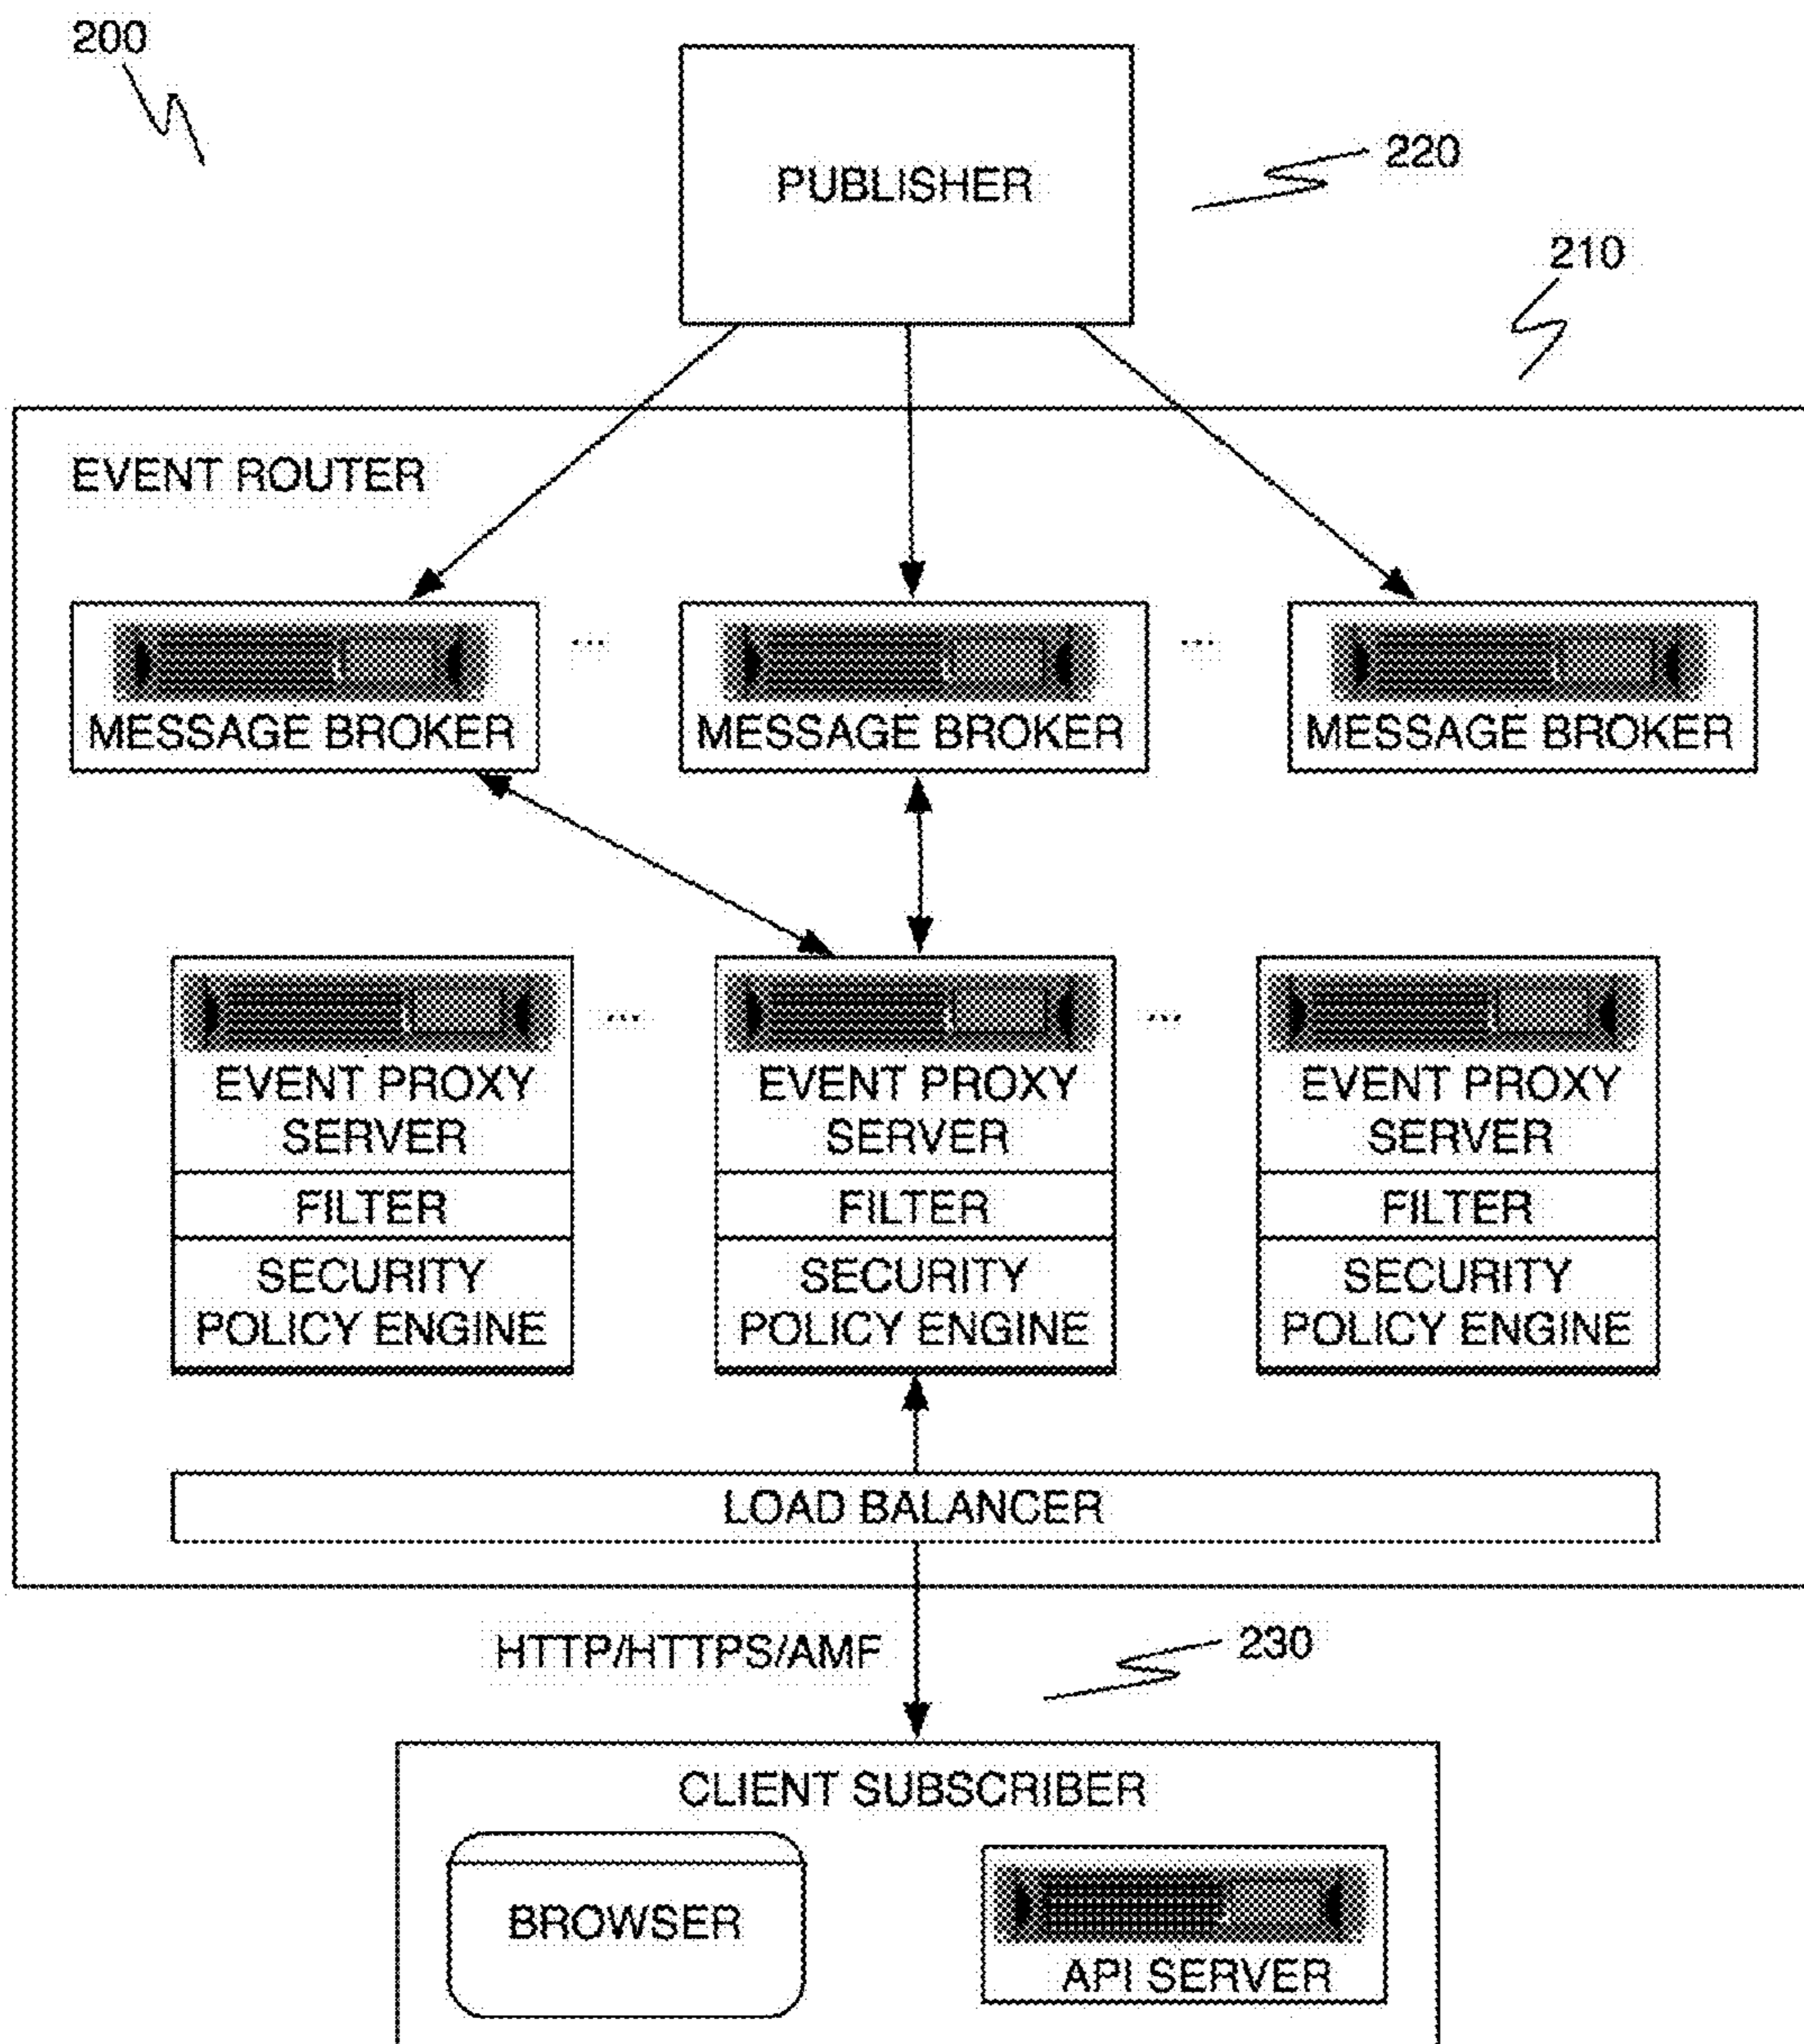 200
PUBLISHER
220
210
EVENT ROUTER
... ...
MESSAGE BROKER MESSAGE BROKER MESSAGE BROKER
... ...
EVENT PROXY EVENT PROXY EVENT PROXY
SERVER SERVER SERVER
FILTER FILTER FILTER
SECURITY SECURITY SECURITY
POLICY ENGINE POLICY ENGINE POLICY ENGINE
LOAD BALANCER
HTTP/HTTPS/AMF 230
CLIENT SUBSCRIBER
BROWSER
API SERVER